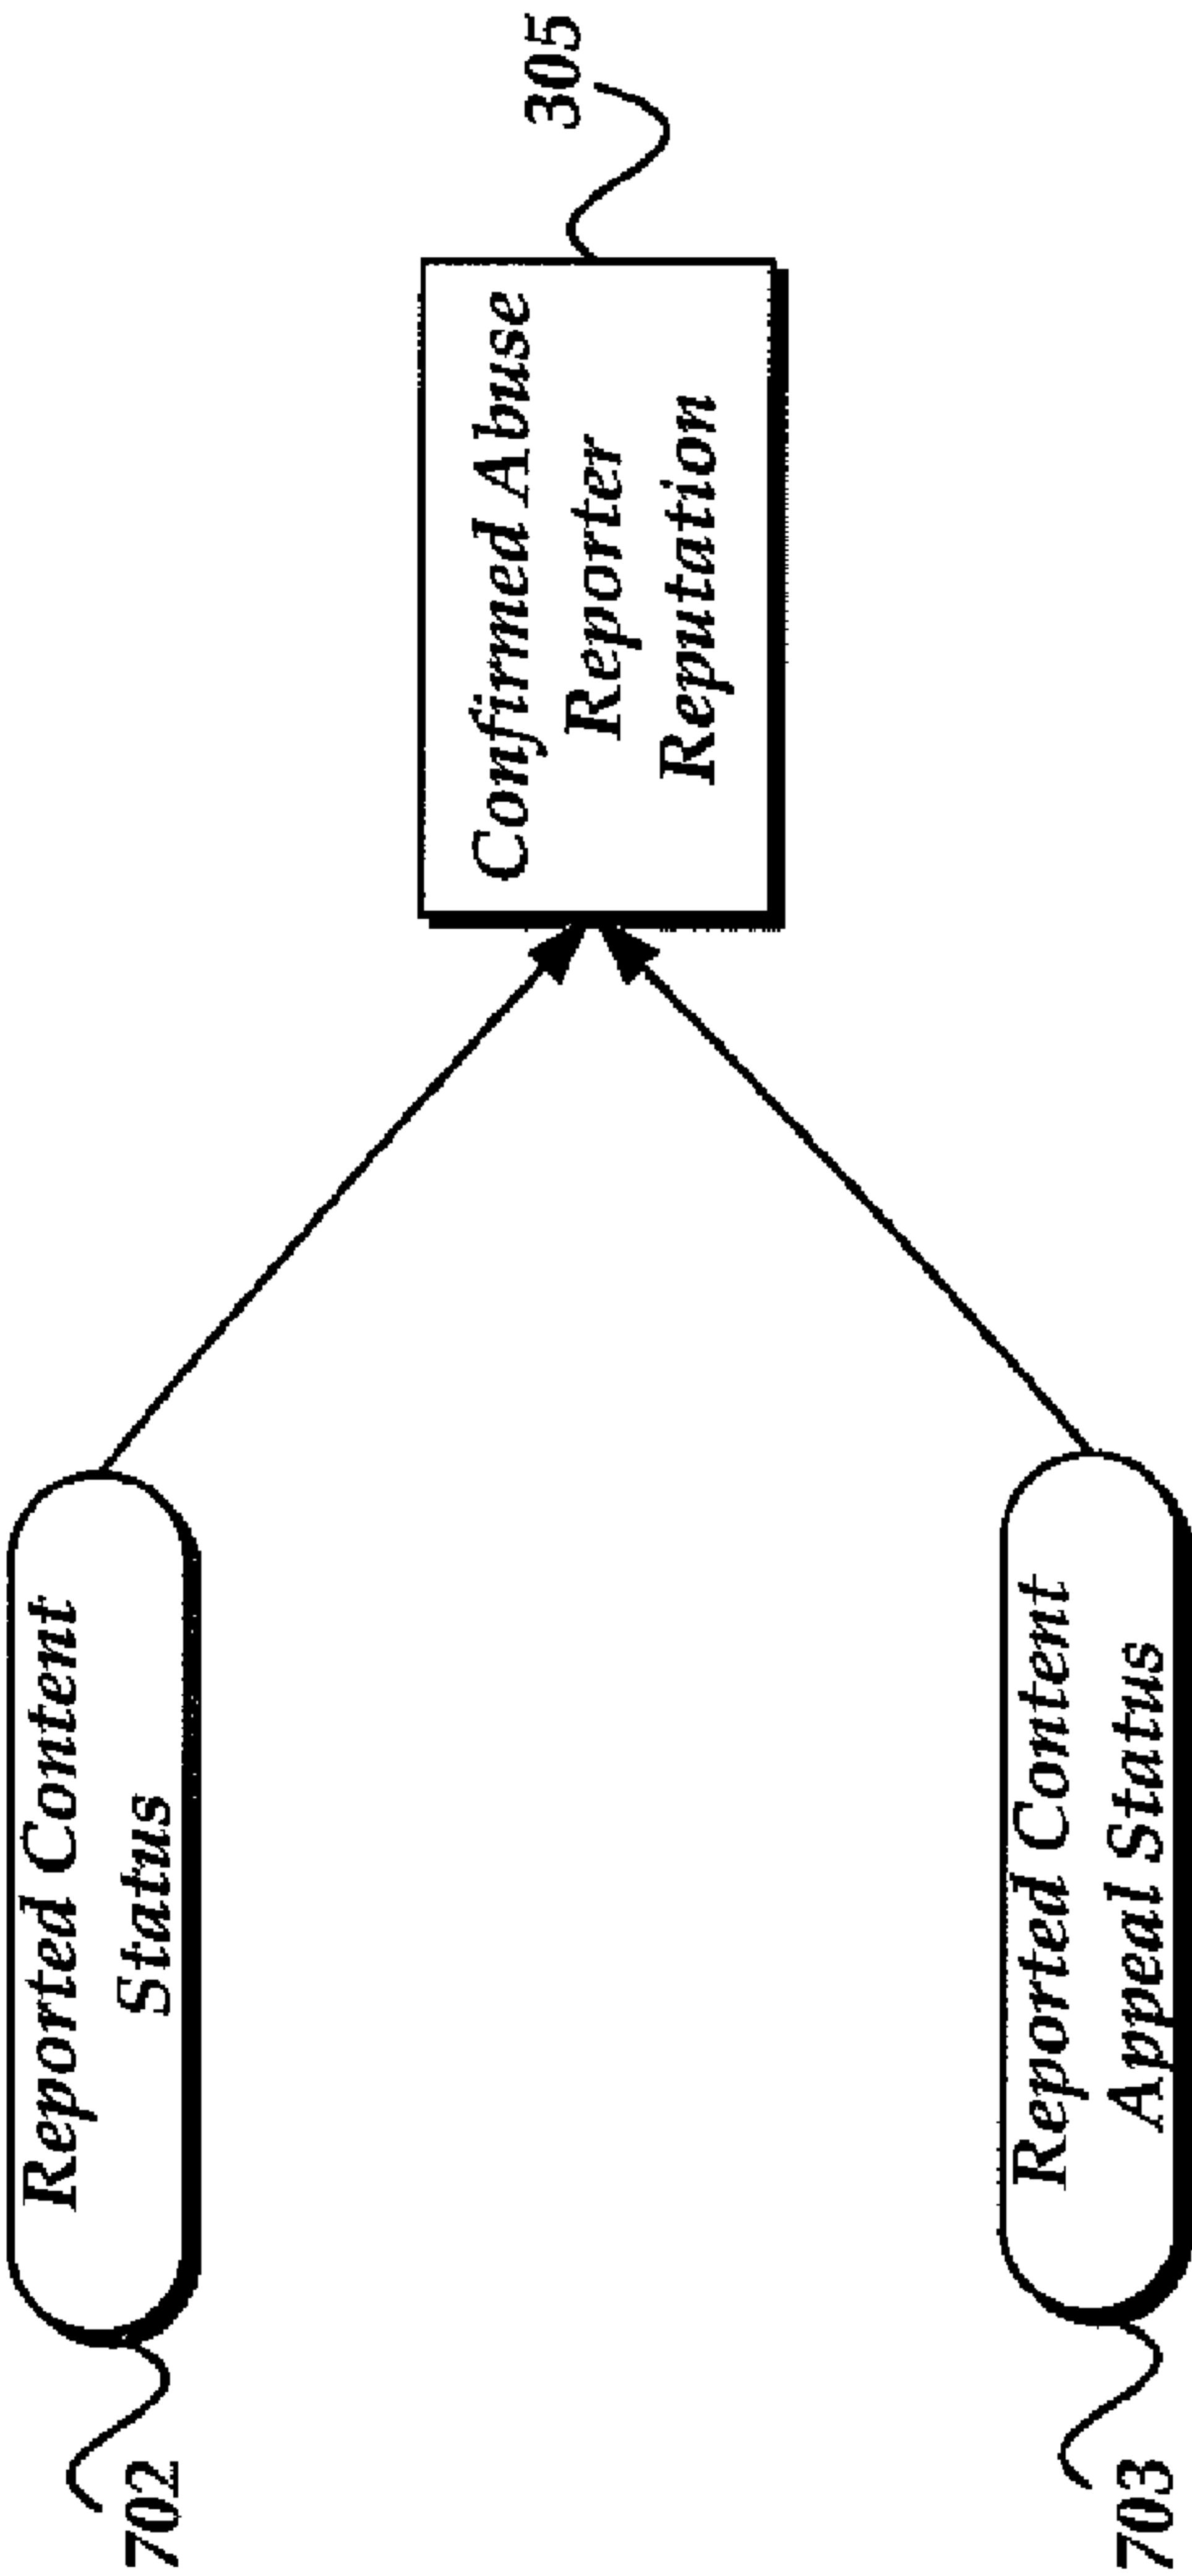 702
Reported Content
Status
703
Reported Content
Appeal Status
Confirmed Abuse
Reporter
Reputation
305